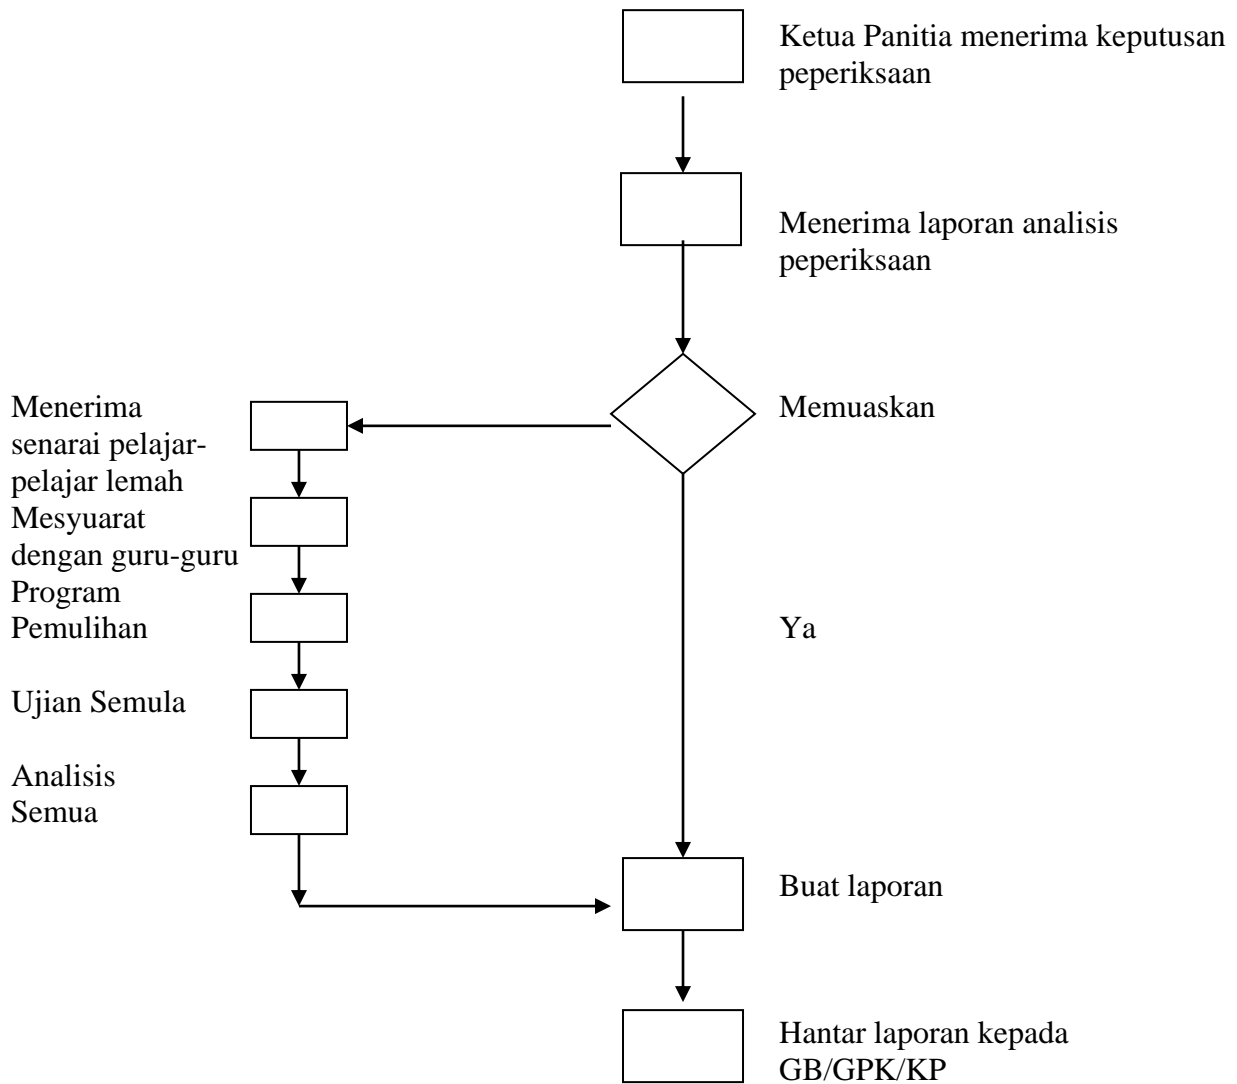 Ketua Panitia menerima keputusan
peperiksaan
Menerima laporan analisis
peperiksaan
Memuaskan
Menerima
senarai pelajar-
pelajar lemah
Mesyuarat
dengan guru-guru
Program
Pemulihan
Ya
Ujian Semula
Analisis
Semua
Buat laporan
Hantar laporan kepada
GB/GPK/KP